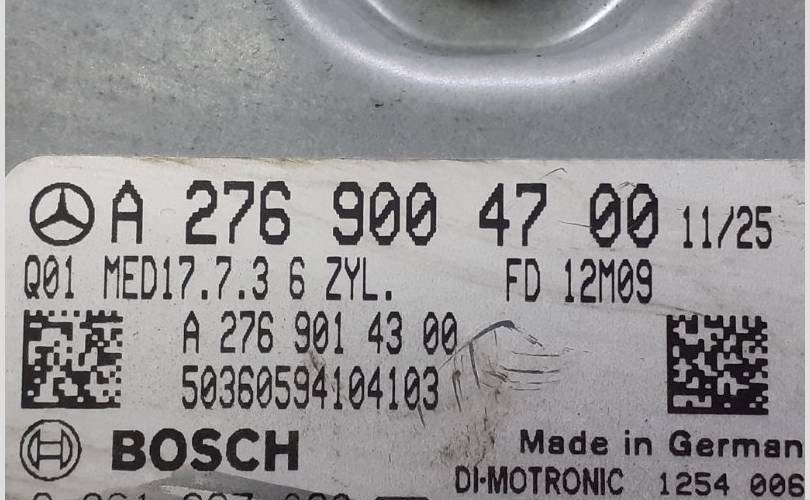 A 276 900 47 00 11/25
Q01 MED17.7.3 6 ZYL. FD 12M09
A 276 901 43 00
50360594104103
BOSCH
Made in German
DI-MOTRONIC 1254 006